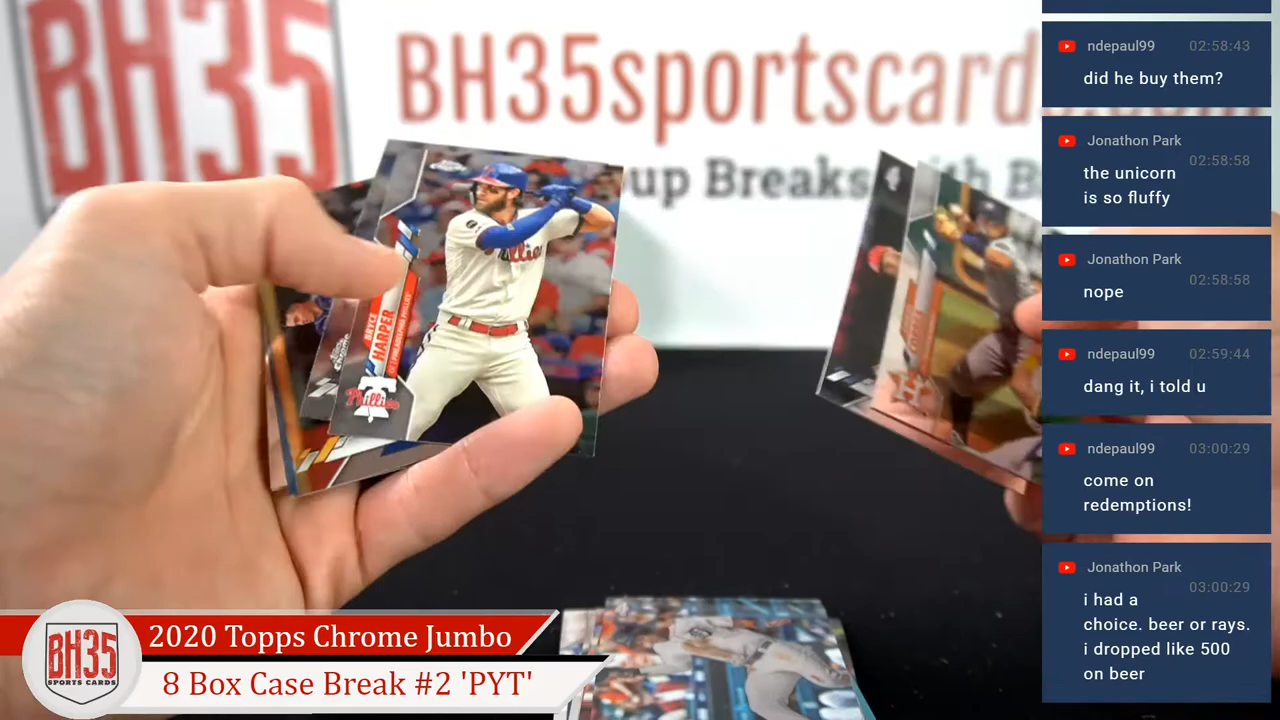 BH35
BH35sportscard
up Breaks with B
ndepaul99 02:58:43
did he buy them?
Jonathon Park 02:58:58
the unicorn
is so fluffy
Jonathon Park 02:58:58
nope
ndepaul99 02:59:44
dang it, i told u
ndepaul99 03:00:29
come on
redemptions!
Jonathon Park 03:00:29
i had a
choice. beer or rays.
i dropped like 500
on beer
BRYCE
HARPER
Phillies
Phillies
BH35
SPORTS CARDS
2020 Topps Chrome Jumbo
8 Box Case Break #2 'PYT'